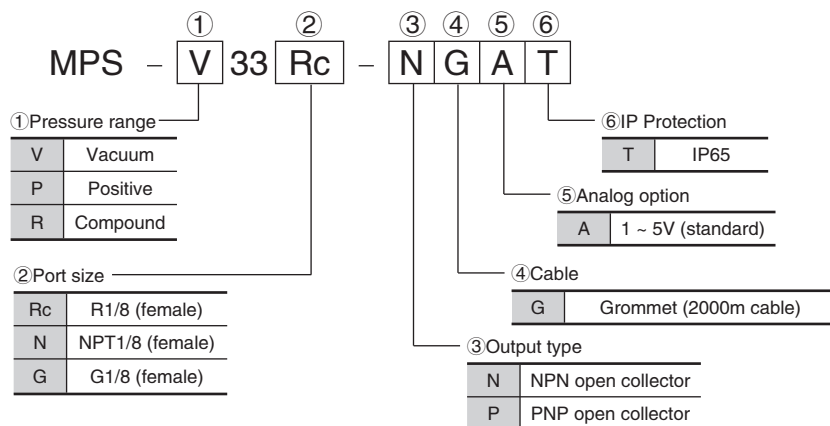 ① ② ③ ④ ⑤ ⑥
MPS – V 33 Rc – N G A T
①Pressure range
V Vacuum
P Positive
R Compound
②Port size
Rc R1/8 (female)
N NPT1/8 (female)
G G1/8 (female)
⑥IP Protection
T IP65
⑤Analog option
A 1 ~ 5V (standard)
④Cable
G Grommet (2000m cable)
③Output type
N NPN open collector
P PNP open collector